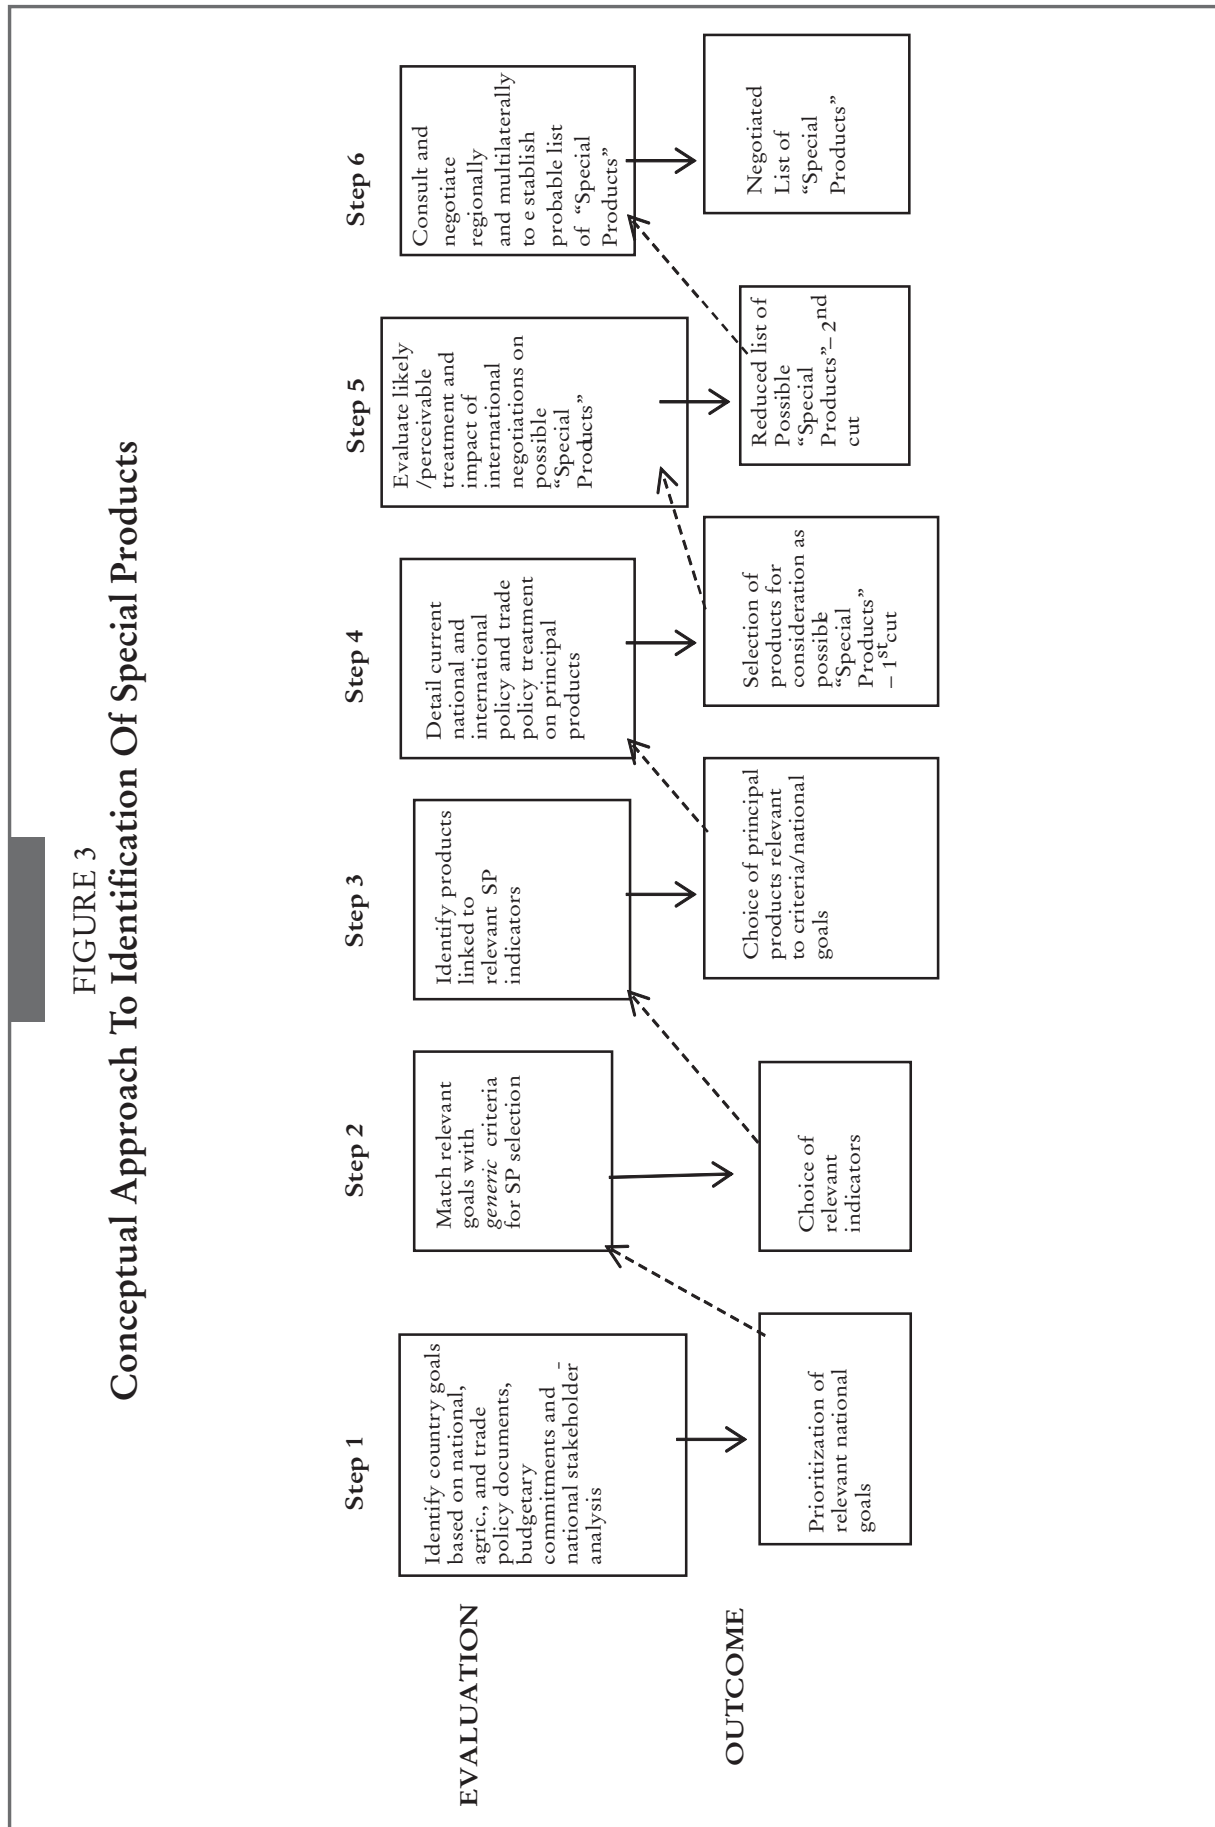 FIGURE 3
Conceptual Approach To Identification Of Special Products
Step 1
Step 2
Step 3
Step 4
Step 5
Step 6
EVALUATION
Identify country goals
based on national,
agric., and trade
policy documents,
budgetary
commitments and -
national stakeholder
analysis
Match relevant
goals with
generic criteria
for SP selection
Identify products
linked to
relevant SP
indicators
Detail current
national and
international
policy and trade
policy treatment
on principal
products
Evaluate likely
/perceivable
treatment and
impact of
international
negotiations on
possible
“Special
Products”
Consult and
negotiate
regionally
and multilaterally
to e stablish
probable list
of “Special
Products”
OUTCOME
Prioritization of
relevant national
goals
Choice of
relevant
indicators
Choice of principal
products relevant
to criteria/national
goals
Selection of
products for
consideration as
possible
“Special
Products”
– 1st cut
Reduced list of
Possible
“Special
Products”– 2nd
cut
Negotiated
List of
“Special
Products”